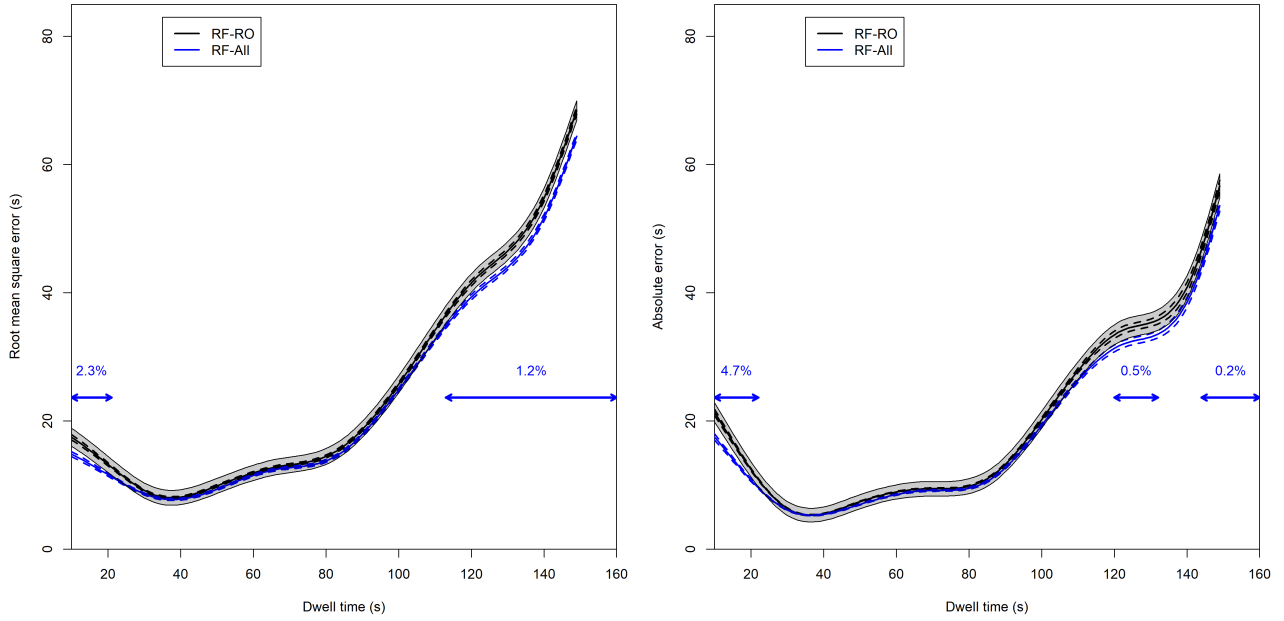 RF-RO
RF-All
Root mean square error (s)
80
60
40
20
0
2.3%
1.2%
20 40 60 80 100 120 140 160
Dwell time (s)
RF-RO
RF-All
Absolute error (s)
80
60
40
20
0
4.7%
0.5%
0.2%
20 40 60 80 100 120 140 160
Dwell time (s)